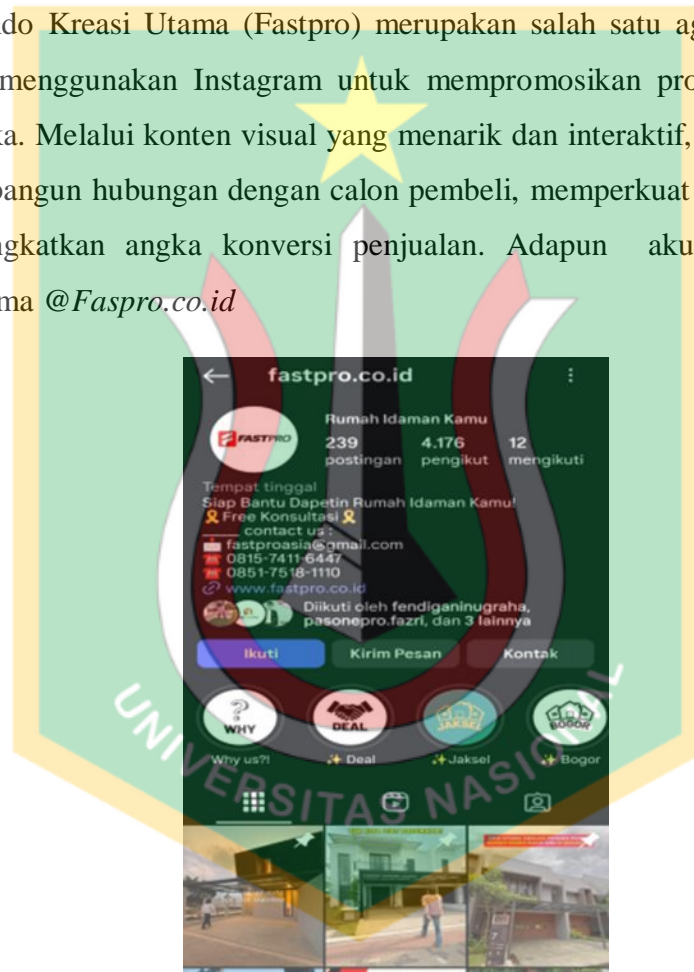 do Kreasi Utama (Fastpro) merupakan salah satu ag
menggunakan Instagram untuk mempromosikan pro
ka. Melalui konten visual yang menarik dan interaktif,
bangun hubungan dengan calon pembeli, memperkuat
ngkatkan angka konversi penjualan. Adapun aku
ma @Faspro.co.id
fastpro.co.id
FASTPRO
Rumah Idaman Kamu
239 4.176 12
postingan pengikut mengikuti
Tempat tinggal
Siap Bantu Dapetin Rumah Idaman Kamu!
Free Konsultasi
contact us :
fastproasia@gmail.com
0815-7411-6447
0851-7518-1110
www.fastpro.co.id
Diikuti oleh fendiganinugraha,
pasonepro.fazri, dan 3 lainnya
Ikuti Kirim Pesan Kontak
? WHY DEAL JAKSEL BOGOR
Why us?! Deal Jaksel Bogor
UNIVERSITAS NASIONAL